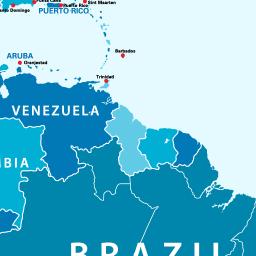 Santo Domingo
PUERTO RICO
Puerto Rico
Sint Maarten
ARUBA
Oranjestad
Barbados
Trinidad
VENEZUELA
BIA
BRAZIL